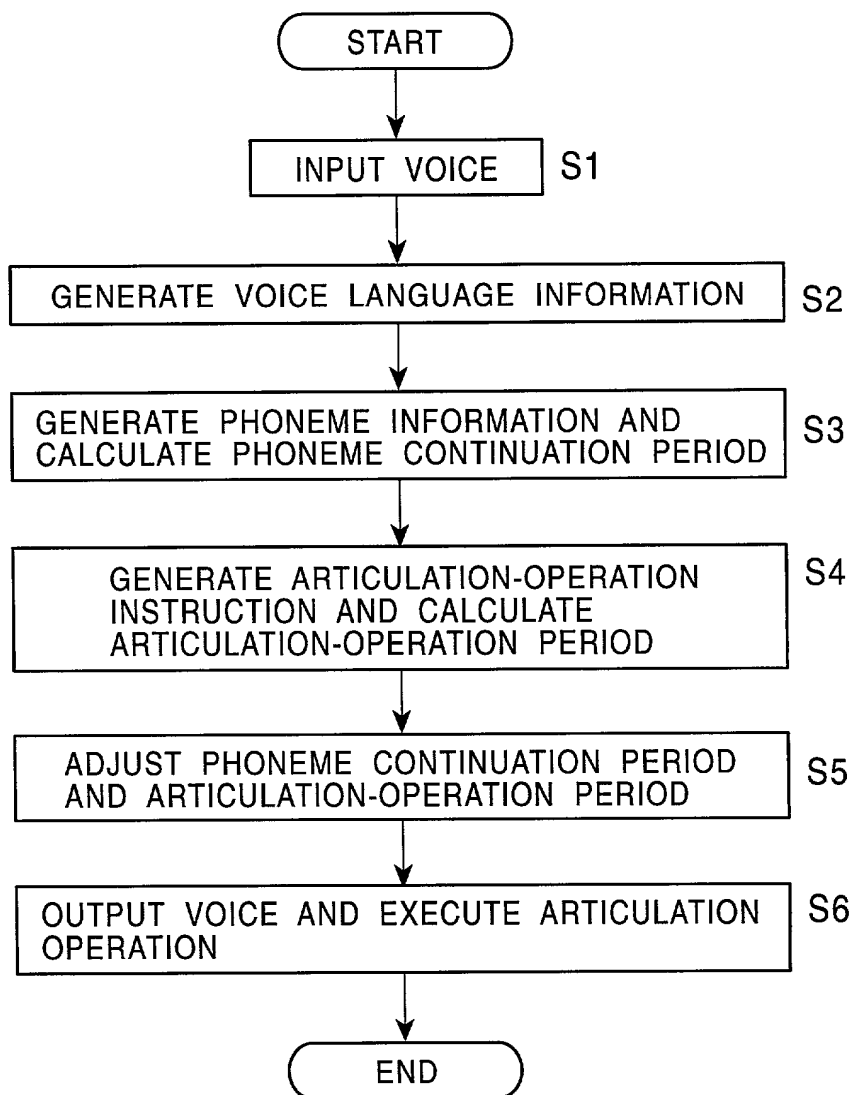 START
INPUT VOICE S1
GENERATE VOICE LANGUAGE INFORMATION S2
GENERATE PHONEME INFORMATION AND
CALCULATE PHONEME CONTINUATION PERIOD S3
GENERATE ARTICULATION-OPERATION
INSTRUCTION AND CALCULATE
ARTICULATION-OPERATION PERIOD S4
ADJUST PHONEME CONTINUATION PERIOD
AND ARTICULATION-OPERATION PERIOD S5
OUTPUT VOICE AND EXECUTE ARTICULATION
OPERATION S6
END